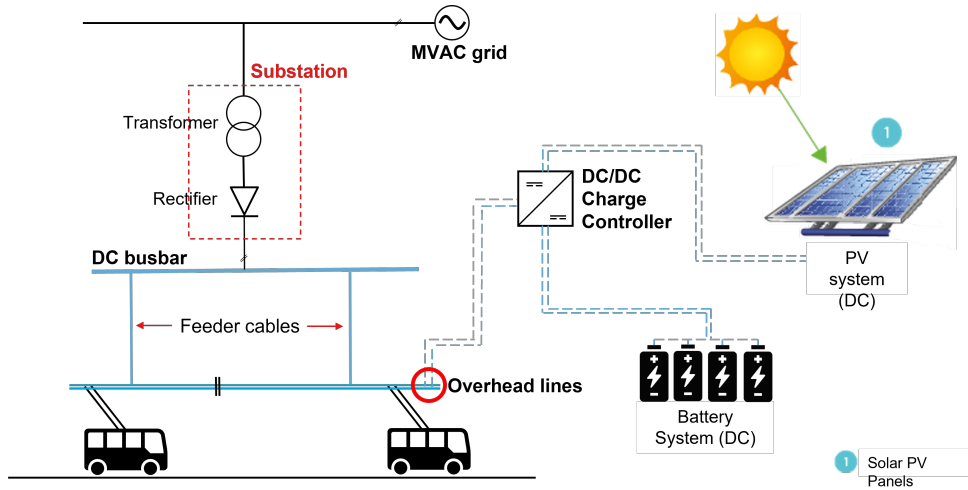 MVAC grid
Substation
Transformer
Rectifier
DC busbar
Feeder cables
Overhead lines
DC/DC
Charge
Controller
1
PV
system
(DC)
Battery
System (DC)
1
Solar PV
Panels